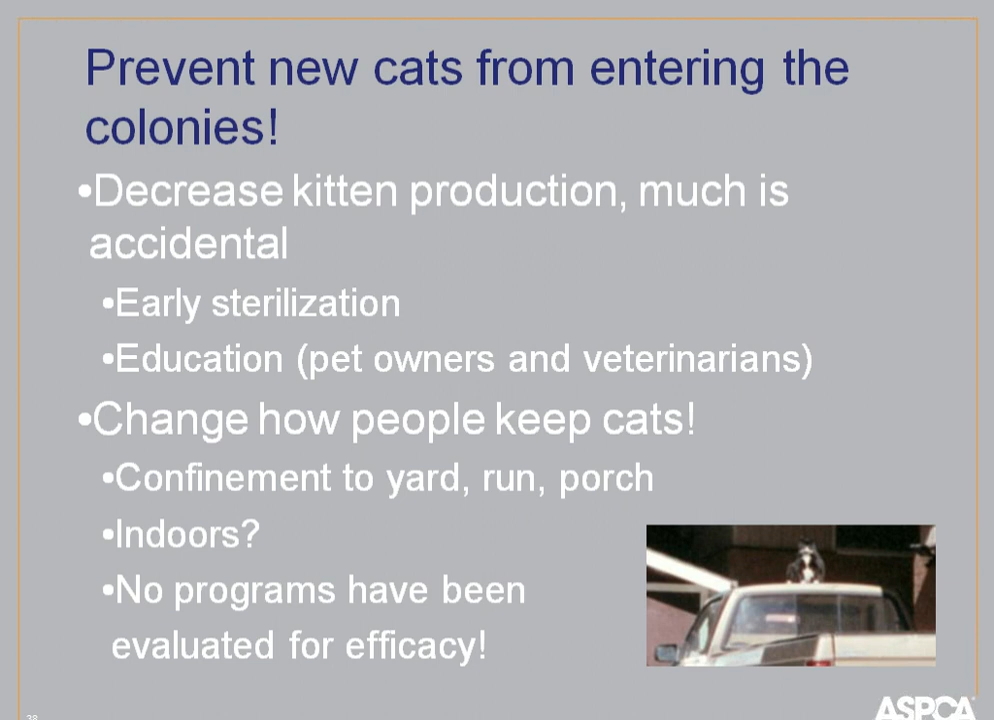 Prevent new cats from entering the
colonies!
•Decrease kitten production, much is
accidental
•Early sterilization
•Education (pet owners and veterinarians)
•Change how people keep cats!
•Confinement to yard, run, porch
•Indoors?
•No programs have been
evaluated for efficacy!
38
ASPCA